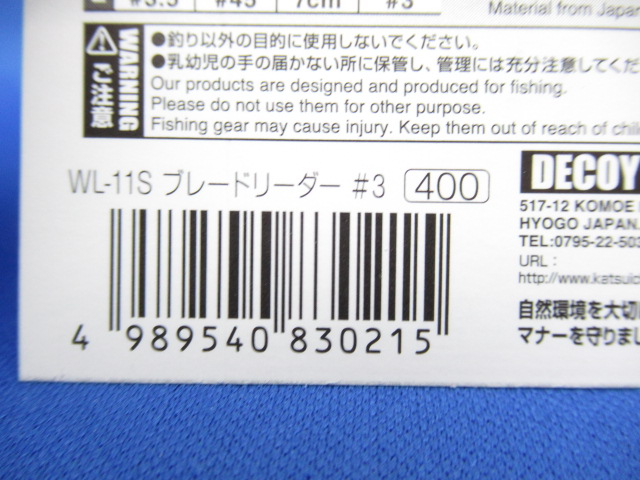 #3.5 #45 7cm #3
Material from Japan
WARNING
ご注意
●釣り以外の目的に使用しないでください。
●乳幼児の手の届かない所に保管し、管理には充分注意してくだ
Our products are designed and produced for fishing.
Please do not use them for other purpose.
Fishing gear may cause injury. Keep them out of reach of chil
WL-11S ブレードリーダー #3 400
4 989540 830215
DECOY
517-12 KOMOE
HYOGO JAPAN.
TEL:0795-22-503
URL:
http://www.katsuic
自然環境を大切に
マナーを守りまし